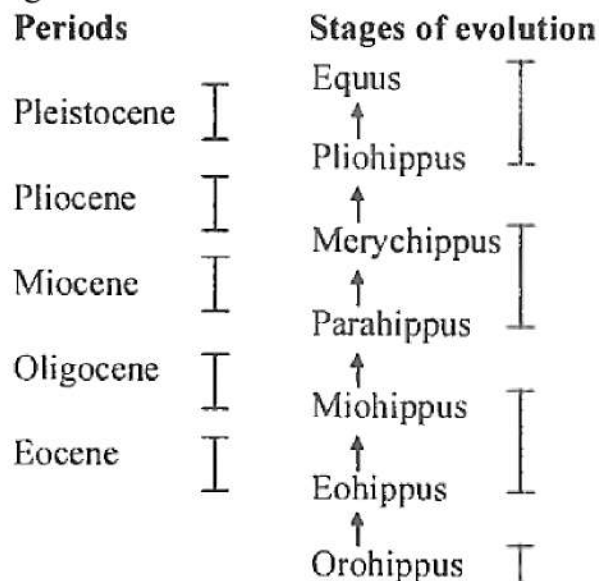 Periods
Stages of evolution
Pleistocene
Pliocene
Miocene
Oligocene
Eocene
Equus
Pliohippus
Merychippus
Parahippus
Miohippus
Eohippus
Orohippus